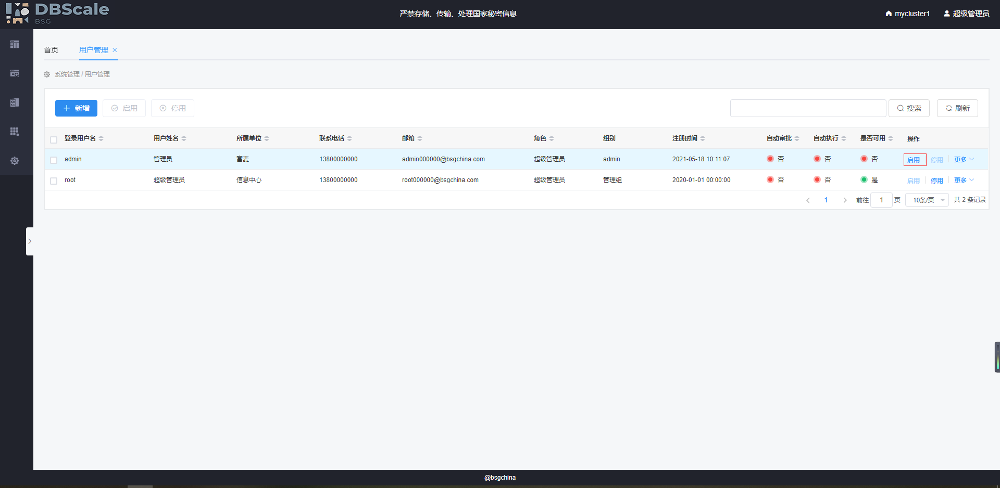 DBScale
BSG
严禁存储、传输、处理国家秘密信息
mycluster1 超级管理员
首页 用户管理
系统管理 / 用户管理
新增 启用 停用 搜索 刷新
登录用户名 用户姓名 所属单位 联系电话 邮箱 角色 组别 注册时间 自动审批 自动执行 是否可用 操作
admin 管理员 富麦 13800000000 admin000000@bsgchina.com 超级管理员 admin 2021-05-18 10:11:07 否 否 否 启用 停用 更多
root 超级管理员 信息中心 13800000000 root000000@bsgchina.com 超级管理员 管理组 2020-01-01 00:00:00 否 否 是 启用 停用 更多
1 前往 1 页 10条/页 共 2 条记录
@bsgchina